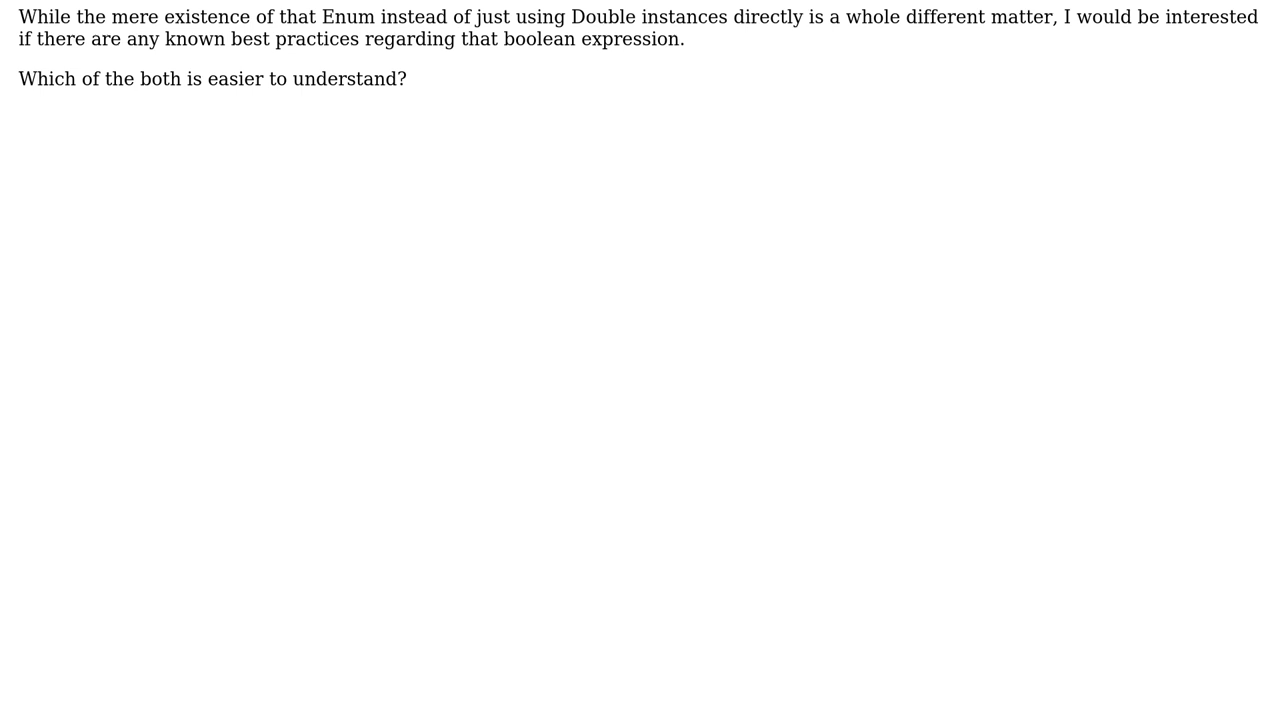 While the mere existence of that Enum instead of just using Double instances directly is a whole different matter, I would be interested
if there are any known best practices regarding that boolean expression.
Which of the both is easier to understand?